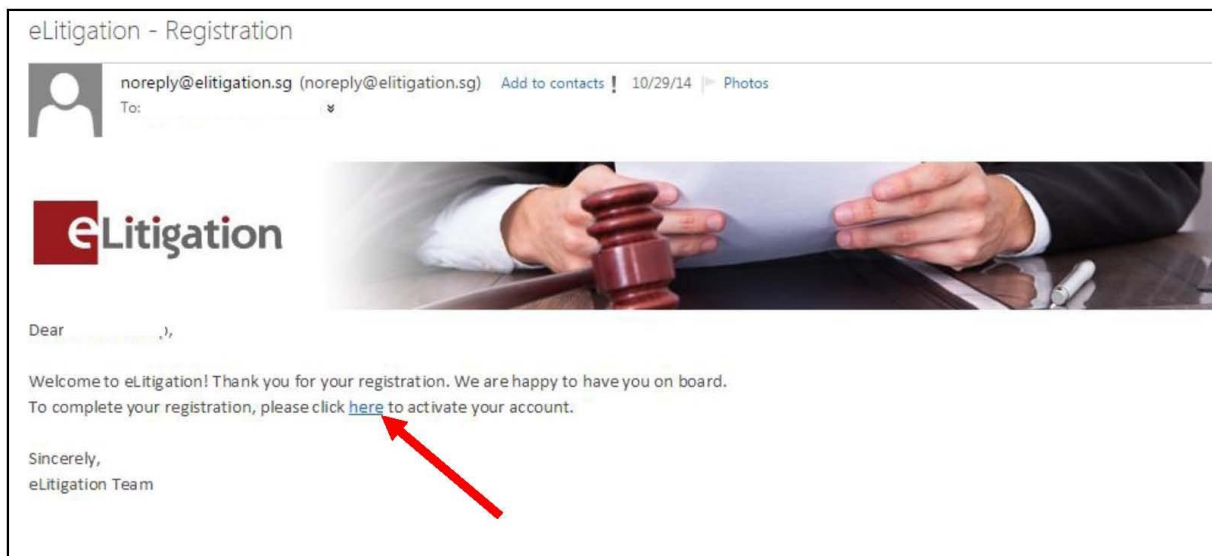 eLitigation - Registration
noreply@elitigation.sg (noreply@elitigation.sg) Add to contacts ! 10/29/14 Photos
To:
eLitigation
Dear ,
Welcome to eLitigation! Thank you for your registration. We are happy to have you on board.
To complete your registration, please click here to activate your account.
Sincerely,
eLitigation Team